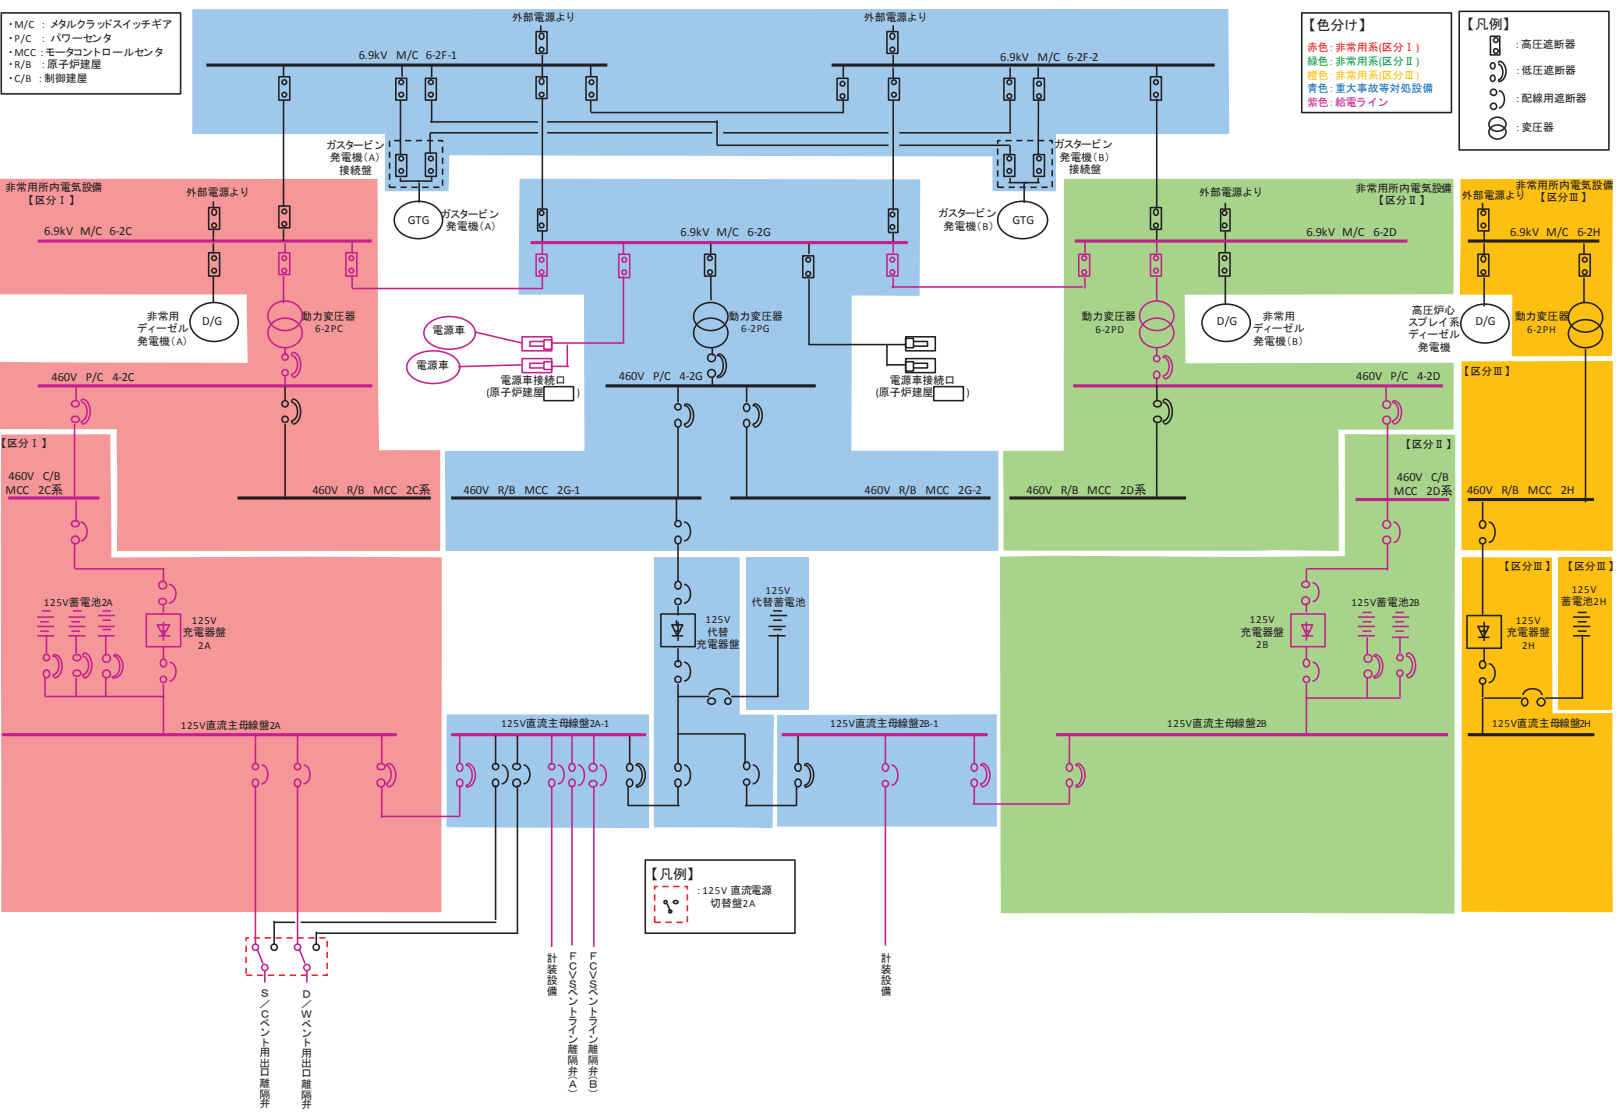 ・M/C ：メタルクラッドスイッチギア
・P/C ：パワーセンタ
・MCC：モータコントロールセンタ
・R/B ：原子炉建屋
・C/B ：制御建屋
外部電源より
外部電源より
6.9kV M/C 6-2F-1
6.9kV M/C 6-2F-2
【色分け】
赤色：非常用系(区分Ⅰ)
緑色：非常用系(区分Ⅱ)
橙色：非常用系(区分Ⅲ)
青色：重大事故等対処設備
紫色：給電ライン
【凡例】
：高圧遮断器
：低圧遮断器
：配線用遮断器
：変圧器
ガスタービン
発電機(A)
接続盤
ガスタービン
発電機(B)
接続盤
非常用所内電気設備
【区分Ⅰ】
外部電源より
GTG
ガスタービン
発電機(A)
ガスタービン
発電機(B)
GTG
外部電源より
非常用所内電気設備
【区分Ⅱ】
非常用所内電気設備
【区分Ⅲ】
外部電源より
6.9kV M/C 6-2C
6.9kV M/C 6-2G
6.9kV M/C 6-2D
6.9kV M/C 6-2H
非常用
ディーゼル
発電機(A)
D/G
動力変圧器
6-2PC
電源車
電源車
電源車接続口
(原子炉建屋 )
動力変圧器
6-2PG
電源車接続口
(原子炉建屋 )
動力変圧器
6-2PD
D/G
非常用
ディーゼル
発電機(B)
高圧炉心
スプレイ系
ディーゼル
発電機
D/G
動力変圧器
6-2PH
460V P/C 4-2C
460V P/C 4-2G
460V P/C 4-2D
【区分Ⅲ】
【区分Ⅰ】
【区分Ⅱ】
460V C/B
MCC 2C系
460V R/B MCC 2C系
460V R/B MCC 2G-1
460V R/B MCC 2G-2
460V R/B MCC 2D系
460V C/B
MCC 2D系
460V R/B MCC 2H
【区分Ⅲ】
【区分Ⅲ】
125V蓄電池2A
125V
充電器盤
2A
125V
代替
充電器盤
125V
代替蓄電池
125V
充電器盤
2B
125V蓄電池2B
125V
充電器盤
2H
125V
蓄電池2H
125V直流主母線盤2A
125V直流主母線盤2A-1
125V直流主母線盤2B-1
125V直流主母線盤2B
125V直流主母線盤2H
【凡例】
：125V 直流電源
切替盤2A
S/Cベント用出口隔離弁
D/Wベント用出口隔離弁
計装設備
FCVSベントライン隔離弁(A)
FCVSベントライン隔離弁(B)
計装設備